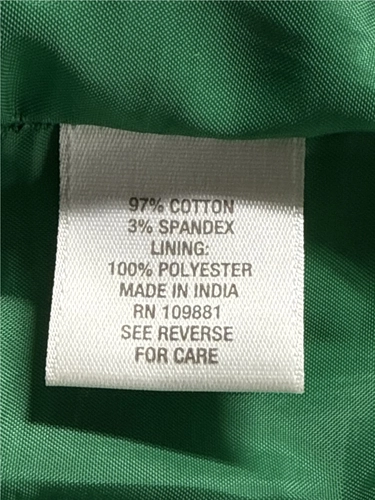 97% COTTON
3% SPANDEX
LINING:
100% POLYESTER
MADE IN INDIA
RN 109881
SEE REVERSE
FOR CARE